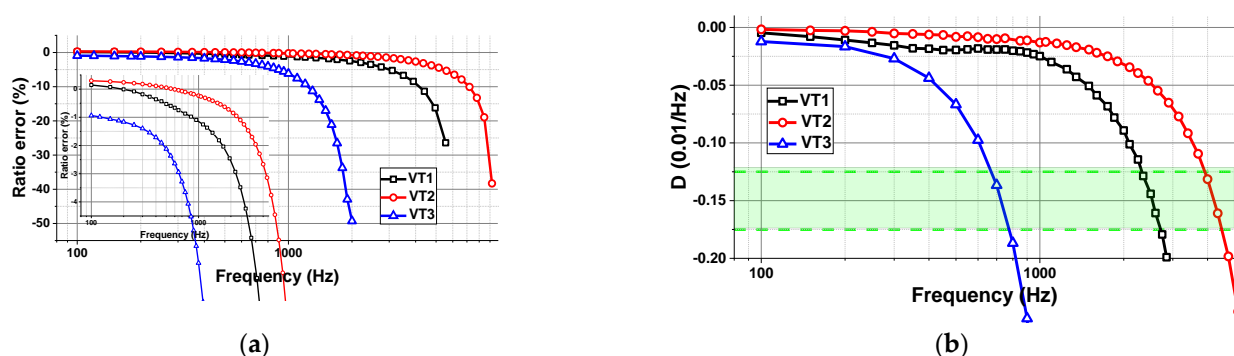 0
-10
-20
-30
-40
-50
Ratio error (%)
0
-1
-2
-3
-4
Ratio error (%)
100
1000
Frequency (Hz)
VT1
VT2
VT3
100
1000
Frequency (Hz)
(a)
0.00
-0.05
-0.10
-0.15
-0.20
D (0.01/Hz)
VT1
VT2
VT3
100
1000
Frequency (Hz)
(b)